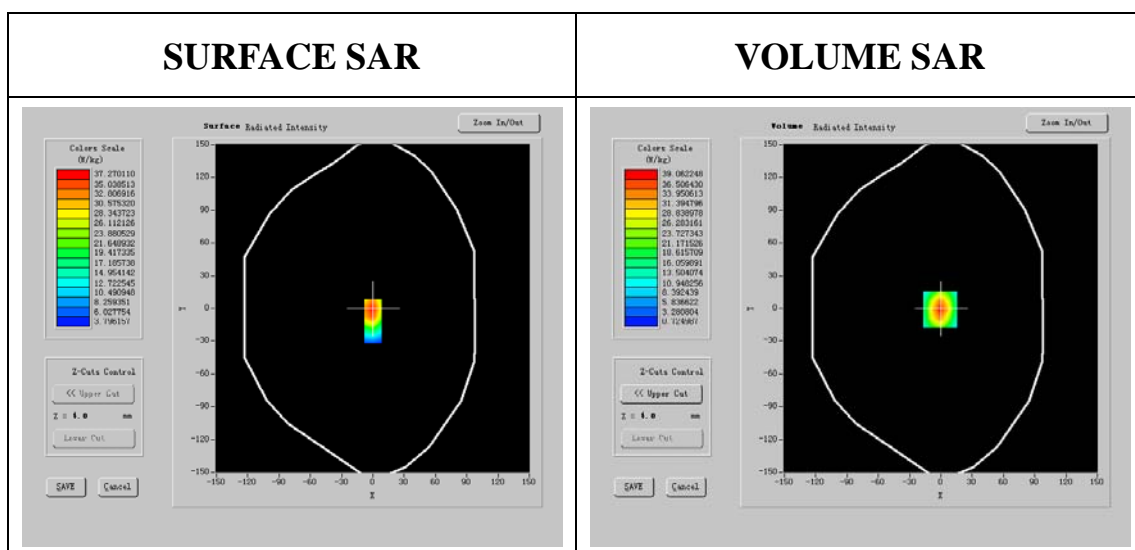 SURFACE SAR
VOLUME SAR
Surface Radiated Intensity
Zoom In/Out
Colors Scale
(W/kg)
37.270110
35.038513
32.806916
30.575320
28.343723
26.112126
23.880529
21.648932
19.417335
17.185738
14.954142
12.722545
10.490948
8.259351
6.027754
3.796157
150
90
60
30
0
-30
-60
-90
-120
-150
Y
-150 -120 -90 -60 -30 0 30 60 90 120 150
X
Z-Cuts Control
<< Upper Cut
Z = 4.0 mm
Lower Cut
SAVE Cancel
Volume Radiated Intensity
Zoom In/Out
Colors Scale
(W/kg)
39.062248
36.506430
33.950613
31.394796
28.838978
26.283161
23.727343
21.171526
18.615709
16.059891
13.504074
10.948256
8.392439
5.836622
3.280804
0.724987
150
90
60
30
0
-30
-60
-90
-120
-150
Y
-150 -120 -90 -60 -30 0 30 60 90 120 150
X
Z-Cuts Control
<< Upper Cut
Z = 4.0 mm
Lower Cut
SAVE Cancel